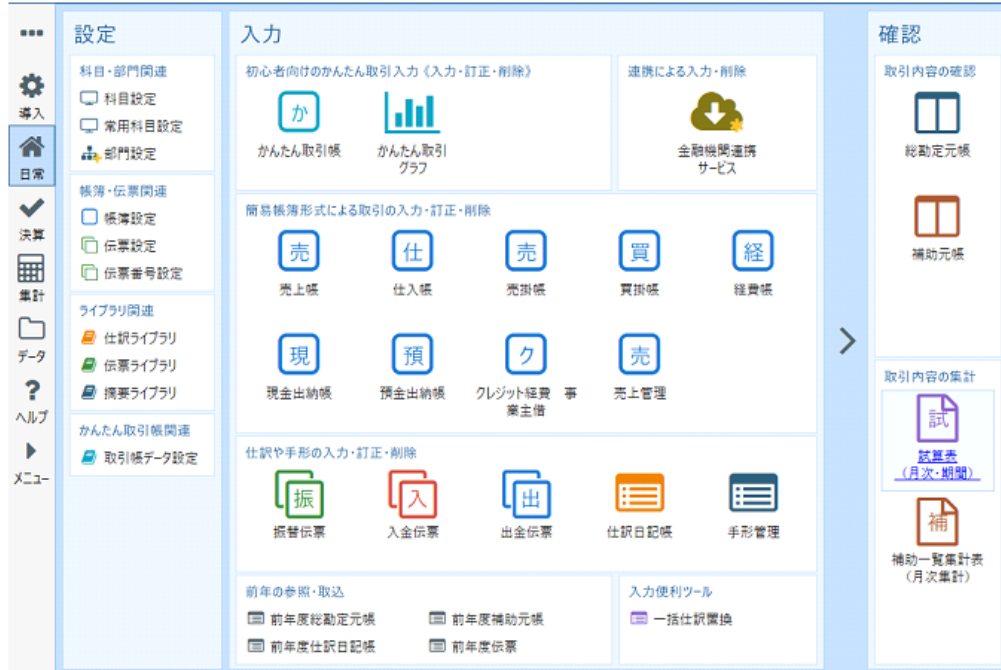 導入
日常
決算
集計
データ
ヘルプ
メニュー
設定
科目・部門関連
科目設定
常用科目設定
部門設定
帳簿・伝票関連
帳簿設定
伝票設定
伝票番号設定
ライブラリ関連
仕訳ライブラリ
伝票ライブラリ
摘要ライブラリ
かんたん取引帳関連
取引帳データ設定
入力
初心者向けのかんたん取引入力《入力・訂正・削除》
か
かんたん取引帳
かんたん取引
グラフ
連携による入力・削除
金融機関連携
サービス
簡易帳簿形式による取引の入力・訂正・削除
売 仕 売 買 経
売上帳 仕入帳 売掛帳 買掛帳 経費帳
現 預 ク 売
現金出納帳 預金出納帳 クレジット経費 事
業主借
売上管理
仕訳や手形の入力・訂正・削除
振 入 出
振替伝票 入金伝票 出金伝票 仕訳日記帳 手形管理
前年の参照・取込
前年度総勘定元帳 前年度補助元帳
前年度仕訳日記帳 前年度伝票
入力便利ツール
一括仕訳置換
確認
取引内容の確認
総勘定元帳
補助元帳
取引内容の集計
試
試算表
(月次・期間)
補
補助一覧集計表
(月次集計)